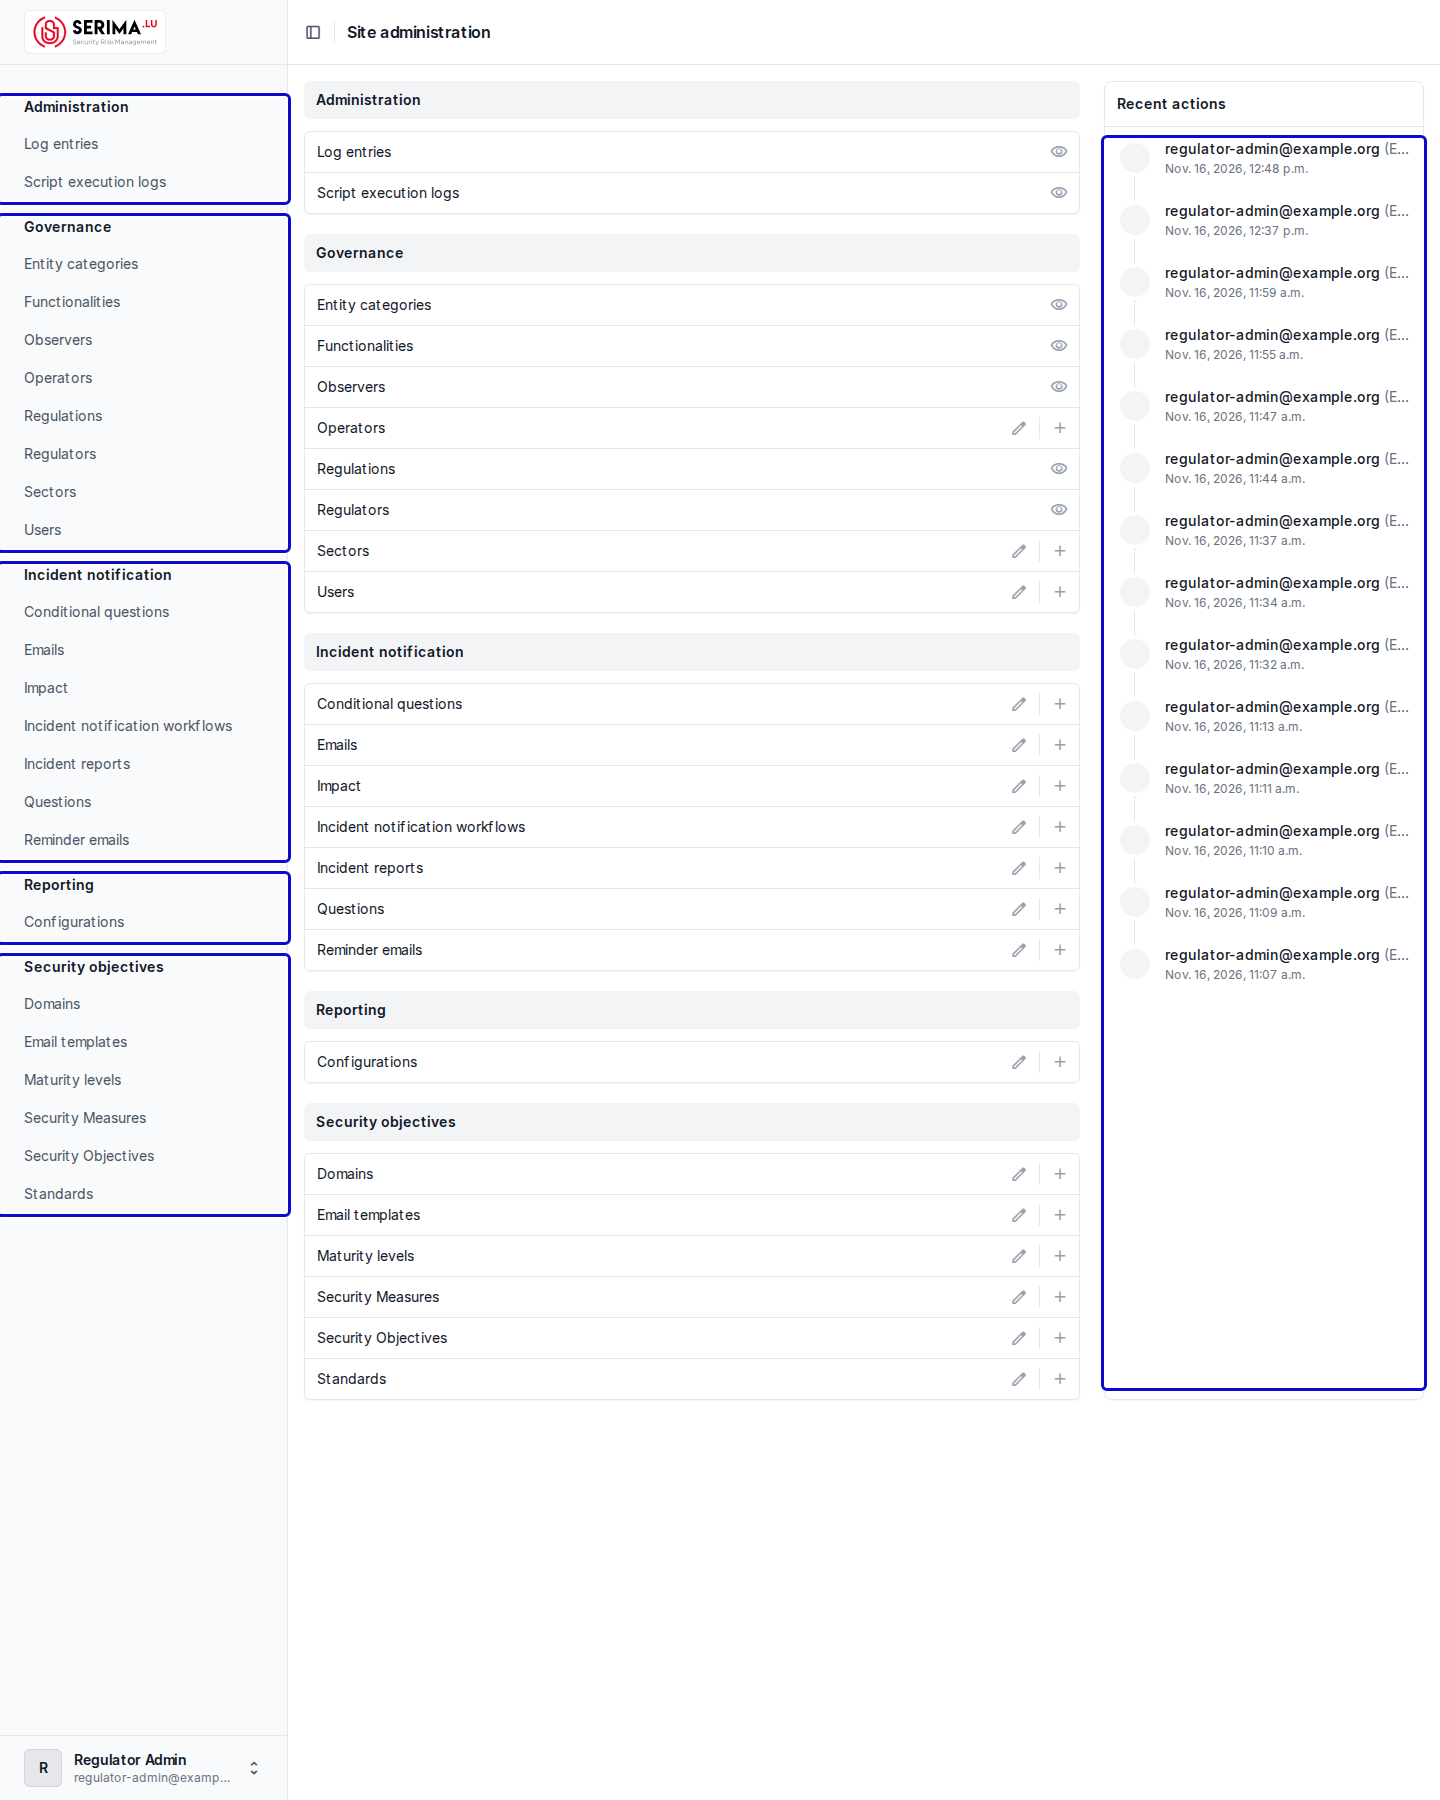 SERIMA.LU
Security Risk Management
Administration
Log entries
Script execution logs
Governance
Entity categories
Functionalities
Observers
Operators
Regulations
Regulators
Sectors
Users
Incident notification
Conditional questions
Emails
Impact
Incident notification workflows
Incident reports
Questions
Reminder emails
Reporting
Configurations
Security objectives
Domains
Email templates
Maturity levels
Security Measures
Security Objectives
Standards
R
Regulator Admin
regulator-admin@examp...
Site administration
Administration
Log entries
Script execution logs
Governance
Entity categories
Functionalities
Observers
Operators
Regulations
Regulators
Sectors
Users
Incident notification
Conditional questions
Emails
Impact
Incident notification workflows
Incident reports
Questions
Reminder emails
Reporting
Configurations
Security objectives
Domains
Email templates
Maturity levels
Security Measures
Security Objectives
Standards
Recent actions
regulator-admin@example.org (E...
Nov. 16, 2026, 12:48 p.m.
regulator-admin@example.org (E...
Nov. 16, 2026, 12:37 p.m.
regulator-admin@example.org (E...
Nov. 16, 2026, 11:59 a.m.
regulator-admin@example.org (E...
Nov. 16, 2026, 11:55 a.m.
regulator-admin@example.org (E...
Nov. 16, 2026, 11:47 a.m.
regulator-admin@example.org (E...
Nov. 16, 2026, 11:44 a.m.
regulator-admin@example.org (E...
Nov. 16, 2026, 11:37 a.m.
regulator-admin@example.org (E...
Nov. 16, 2026, 11:34 a.m.
regulator-admin@example.org (E...
Nov. 16, 2026, 11:32 a.m.
regulator-admin@example.org (E...
Nov. 16, 2026, 11:13 a.m.
regulator-admin@example.org (E...
Nov. 16, 2026, 11:11 a.m.
regulator-admin@example.org (E...
Nov. 16, 2026, 11:10 a.m.
regulator-admin@example.org (E...
Nov. 16, 2026, 11:09 a.m.
regulator-admin@example.org (E...
Nov. 16, 2026, 11:07 a.m.